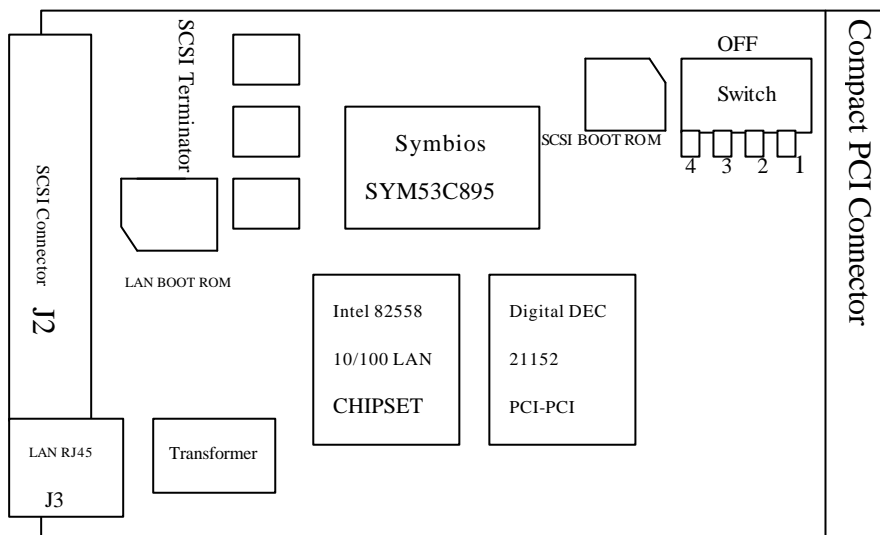 SCSI Connector
J2
SCSI Terminator
LAN BOOT ROM
Symbios
SYM53C895
SCSI BOOT ROM
OFF
Switch
4 3 2 1
Compact PCI Connector
Intel 82558
10/100 LAN
CHIPSET
Digital DEC
21152
PCI-PCI
LAN RJ45
J3
Transformer